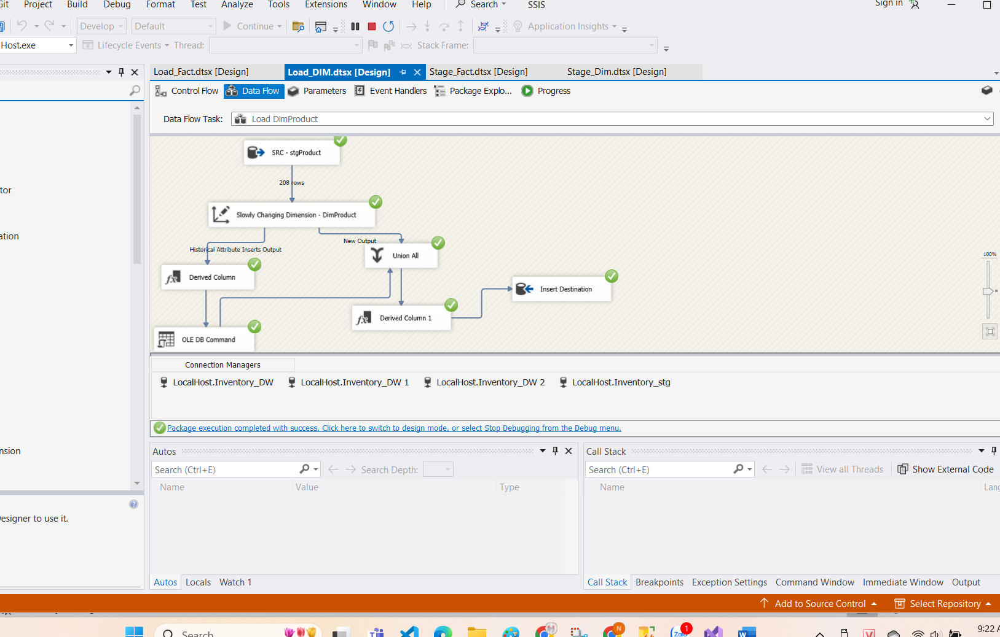 Git Project Build Debug Format Test Analyze Tools Extensions Window Help Search SSIS Sign in
Develop Default Continue Application Insights
Host.exe Lifecycle Events Thread: Stack Frame:
Load_Fact.dtsx [Design] Load_DIM.dtsx [Design] Stage_Fact.dtsx [Design] Stage_Dim.dtsx [Design]
Control Flow Data Flow Parameters Event Handlers Package Explo... Progress
Data Flow Task: Load DimProduct
SRC - stgProduct
208 rows
Slowly Changing Dimension - DimProduct
New Output
Historical Attribute Inserts Output
Union All
Derived Column
Insert Destination
Derived Column 1
OLE DB Command
100%
tor
ation
nsion
Designer to use it.
Connection Managers
LocalHost.Inventory_DW LocalHost.Inventory_DW 1 LocalHost.Inventory_DW 2 LocalHost.Inventory_stg
Package execution completed with success. Click here to switch to design mode, or select Stop Debugging from the Debug menu.
Autos
Search (Ctrl+E) Search Depth:
Name Value Type
Autos Locals Watch 1
Call Stack
Search (Ctrl+E) View all Threads Show External Code
Name Lang
Call Stack Breakpoints Exception Settings Command Window Immediate Window Output
Add to Source Control Select Repository
Search Zalo 1 N V W 9:22 A